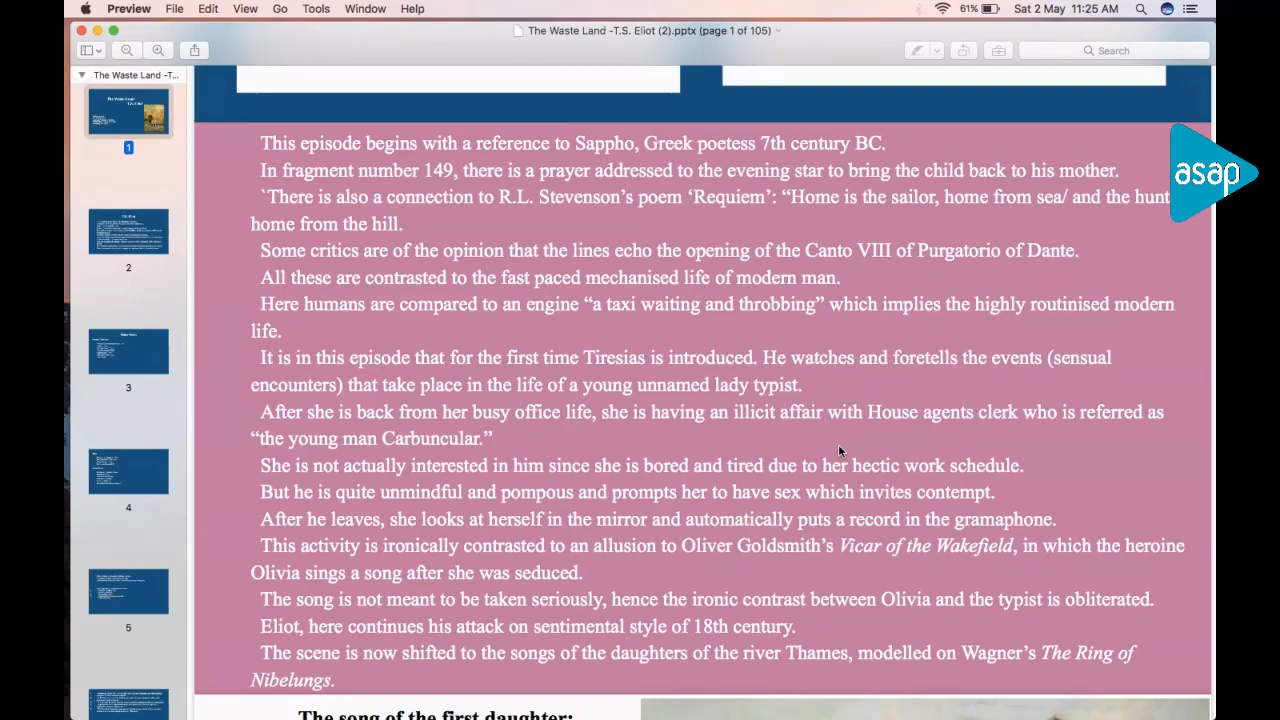 Preview File Edit View Go Tools Window Help 61% Sat 2 May 11:25 AM
The Waste Land -T.S. Eliot (2).pptx (page 1 of 105)
Search
The Waste Land -T...
1
2
3
4
5
asap
This episode begins with a reference to Sappho, Greek poetess 7th century BC.
In fragment number 149, there is a prayer addressed to the evening star to bring the child back to his mother.
`There is also a connection to R.L. Stevenson’s poem ‘Requiem’: “Home is the sailor, home from sea/ and the hunt
home from the hill.
Some critics are of the opinion that the lines echo the opening of the Canto VIII of Purgatorio of Dante.
All these are contrasted to the fast paced mechanised life of modern man.
Here humans are compared to an engine “a taxi waiting and throbbing” which implies the highly routinised modern
life.
It is in this episode that for the first time Tiresias is introduced. He watches and foretells the events (sensual
encounters) that take place in the life of a young unnamed lady typist.
After she is back from her busy office life, she is having an illicit affair with House agents clerk who is referred as
“the young man Carbuncular.”
She is not actually interested in him since she is bored and tired due to her hectic work schedule.
But he is quite unmindful and pompous and prompts her to have sex which invites contempt.
After he leaves, she looks at herself in the mirror and automatically puts a record in the gramaphone.
This activity is ironically contrasted to an allusion to Oliver Goldsmith’s Vicar of the Wakefield, in which the heroine
Olivia sings a song after she was seduced.
The song is not meant to be taken seriously, hence the ironic contrast between Olivia and the typist is obliterated.
Eliot, here continues his attack on sentimental style of 18th century.
The scene is now shifted to the songs of the daughters of the river Thames, modelled on Wagner’s The Ring of
Nibelungs.
The song of the first daughter: